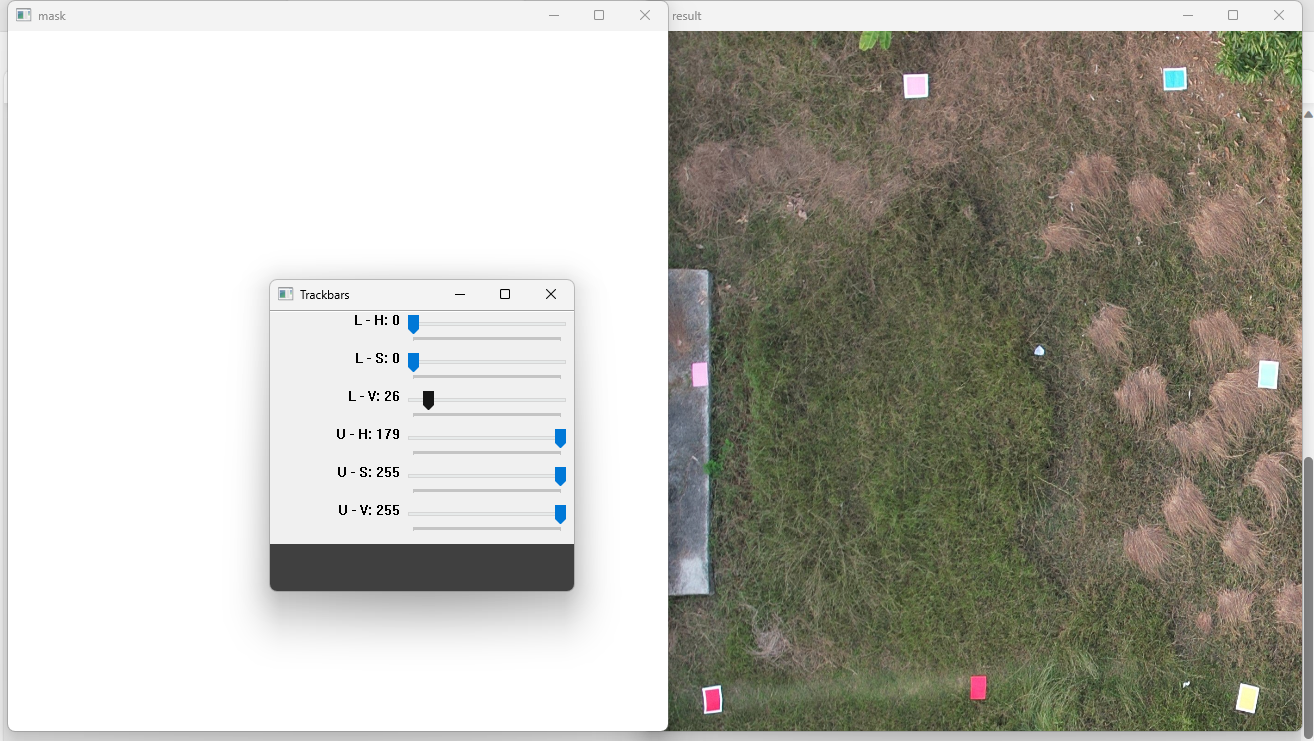 mask
result
Trackbars
L - H: 0
L - S: 0
L - V: 26
U - H: 179
U - S: 255
U - V: 255